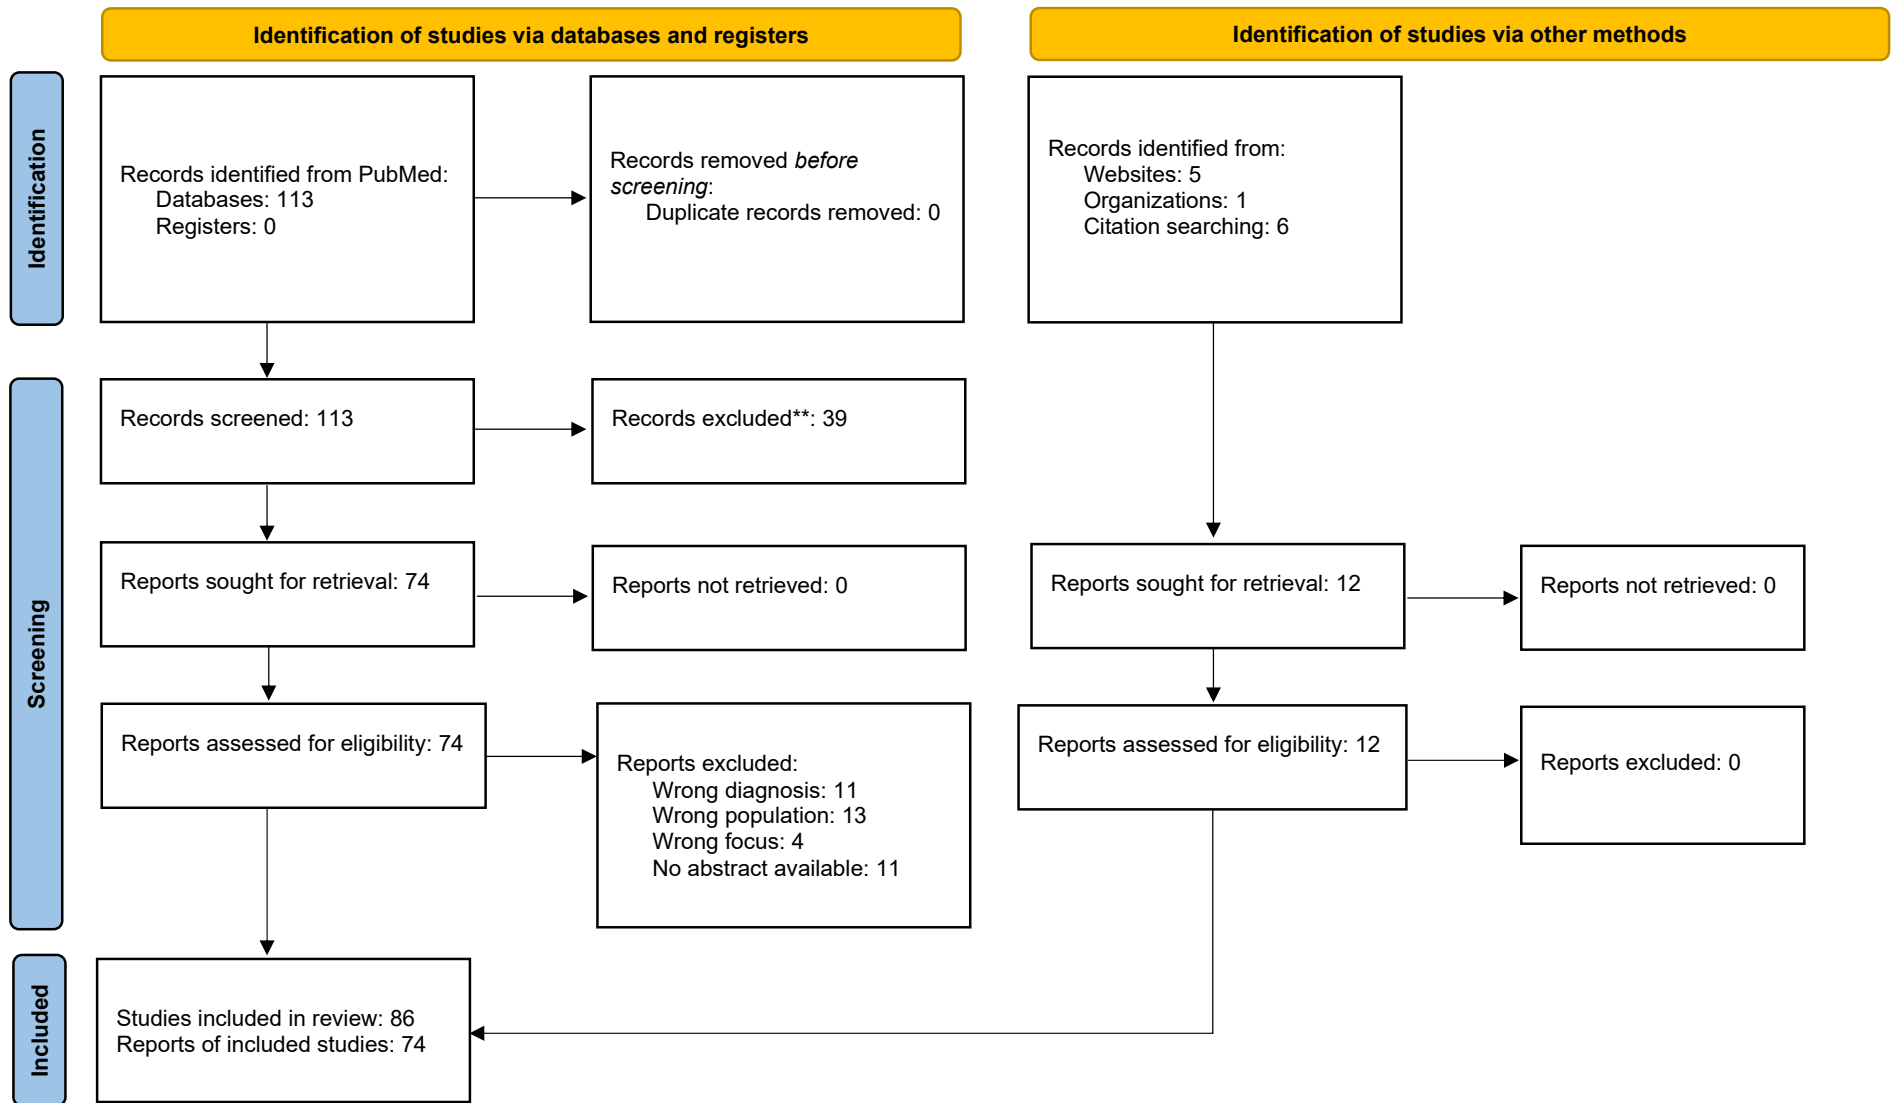 Identification of studies via databases and registers
Identification of studies via other methods
Identification
Records identified from PubMed:
Databases: 113
Registers: 0
Records removed before
screening:
Duplicate records removed: 0
Records identified from:
Websites: 5
Organizations: 1
Citation searching: 6
Screening
Records screened: 113
Records excluded**: 39
Reports sought for retrieval: 74
Reports not retrieved: 0
Reports sought for retrieval: 12
Reports not retrieved: 0
Reports assessed for eligibility: 74
Reports excluded:
Wrong diagnosis: 11
Wrong population: 13
Wrong focus: 4
No abstract available: 11
Reports assessed for eligibility: 12
Reports excluded: 0
Included
Studies included in review: 86
Reports of included studies: 74